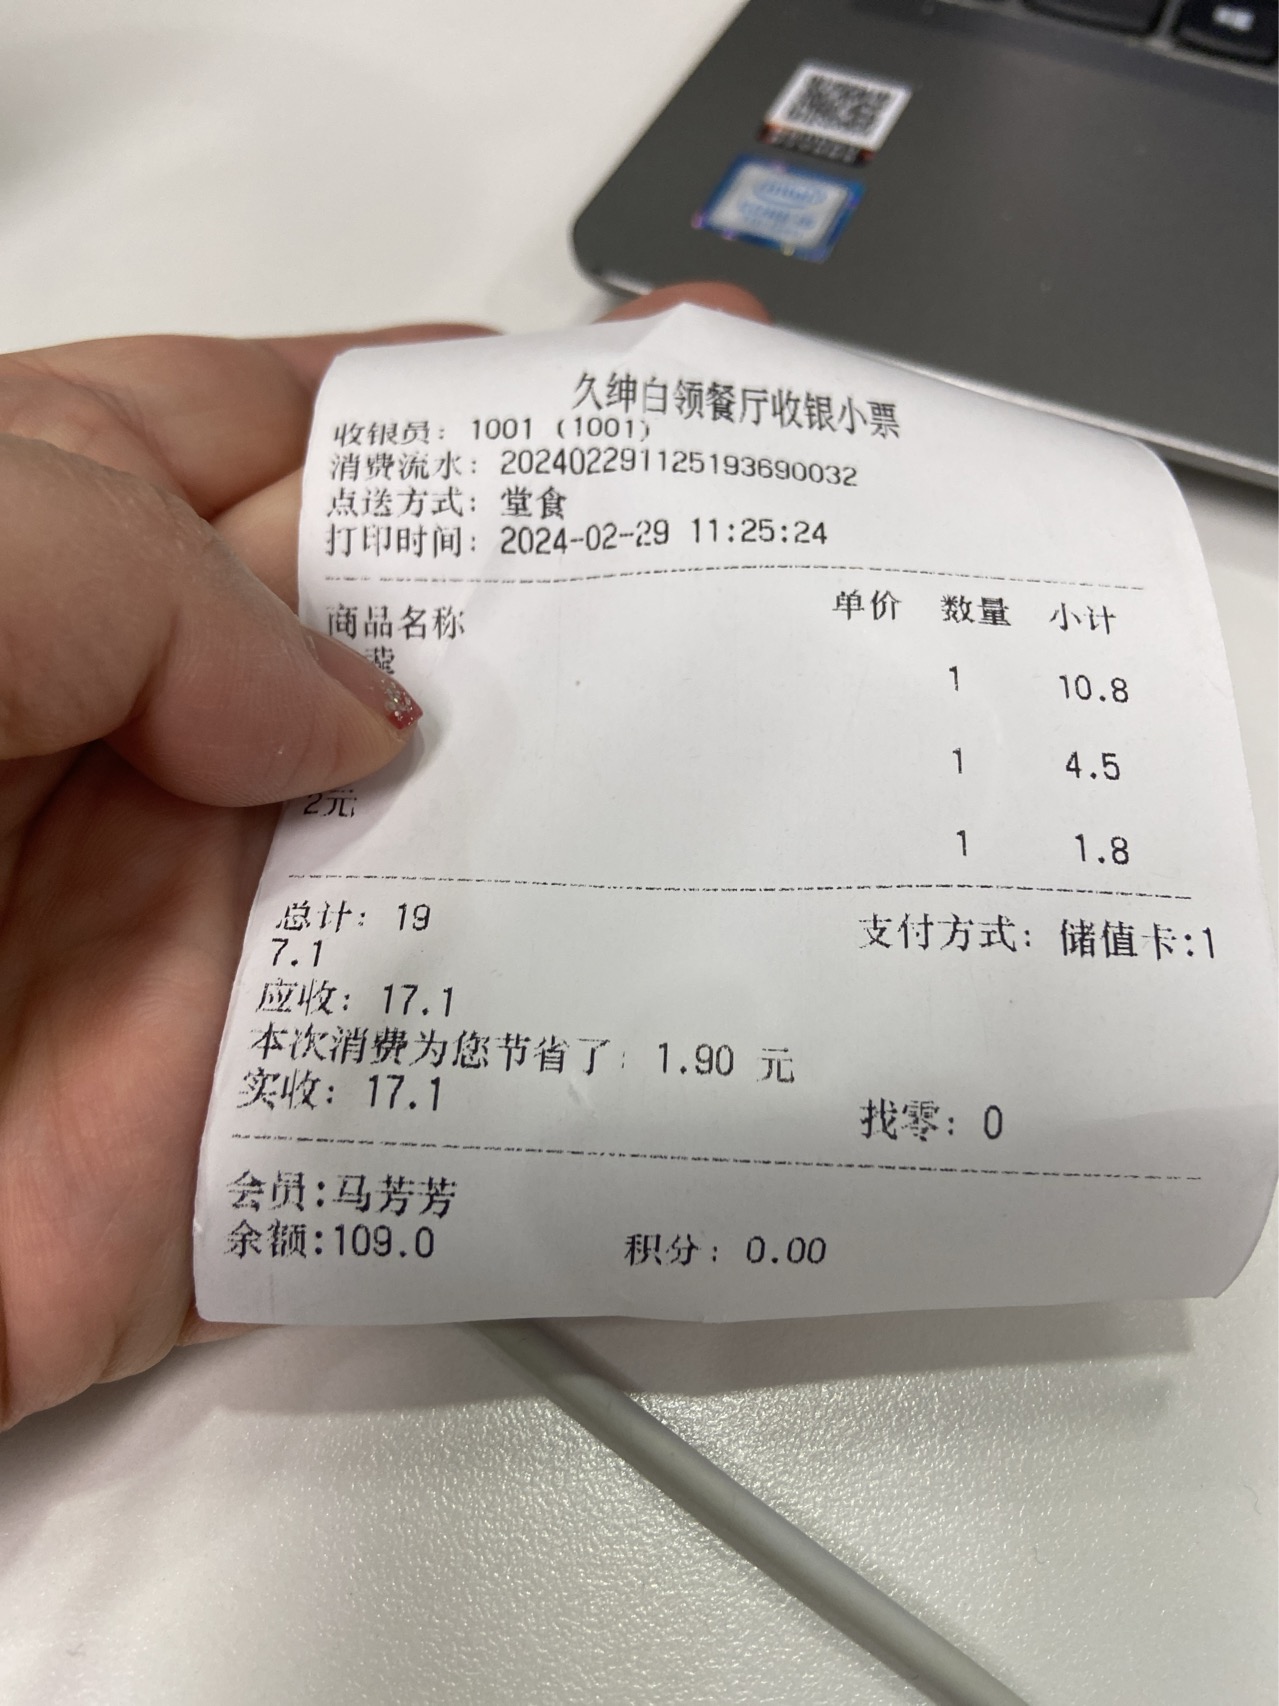 久绅白领餐厅收银小票
收银员: 1001 (1001)
消费流水: 2024022911125193690032
点送方式: 堂食
打印时间: 2024-02-29 11:25:24
商品名称 单价 数量 小计
荤
1 10.8
1 4.5
2元
1 1.8
总计: 19 支付方式: 储值卡:1
7.1
应收: 17.1
本次消费为您节省了: 1.90 元
实收: 17.1 找零: 0
会员:马芳芳
余额:109.0 积分: 0.00